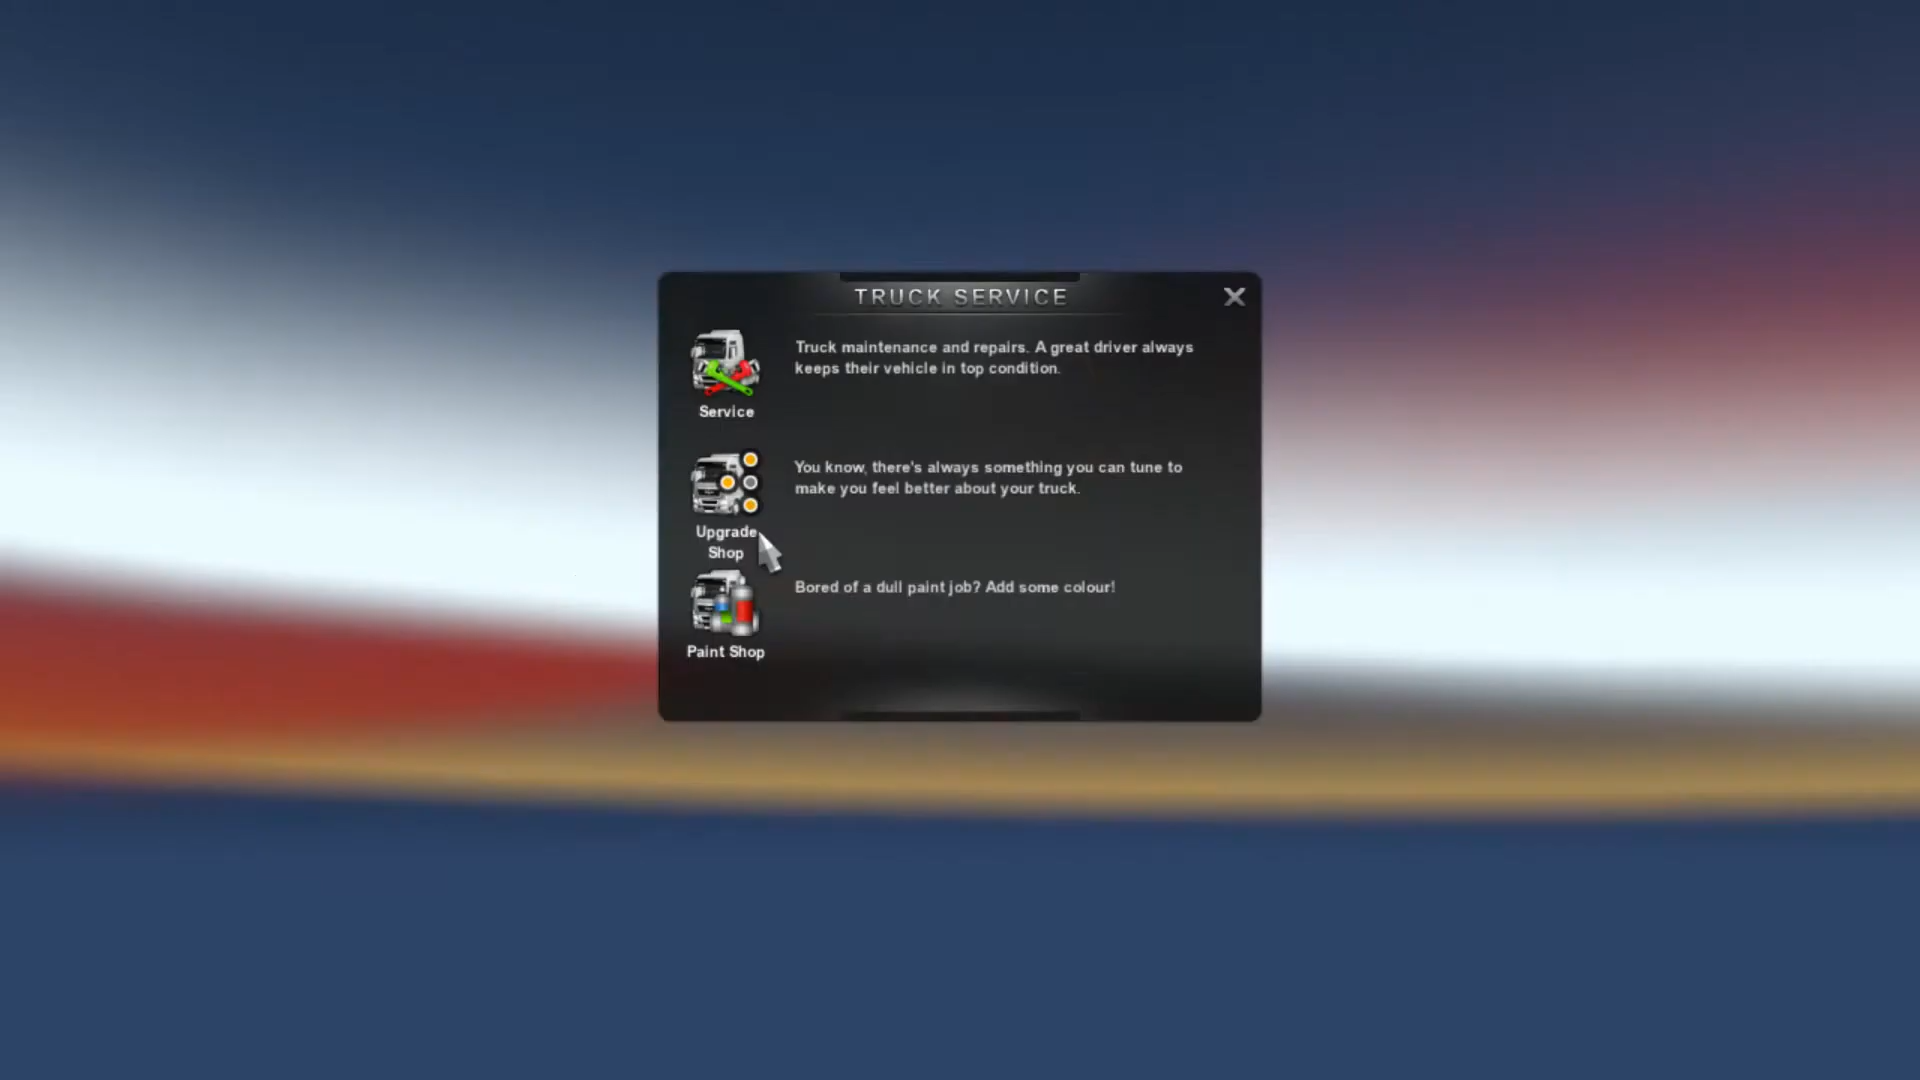 TRUCK SERVICE
Truck maintenance and repairs. A great driver always
keeps their vehicle in top condition.
Service
You know, there's always something you can tune to
make you feel better about your truck.
Upgrade
Shop
Bored of a dull paint job? Add some colour!
Paint Shop